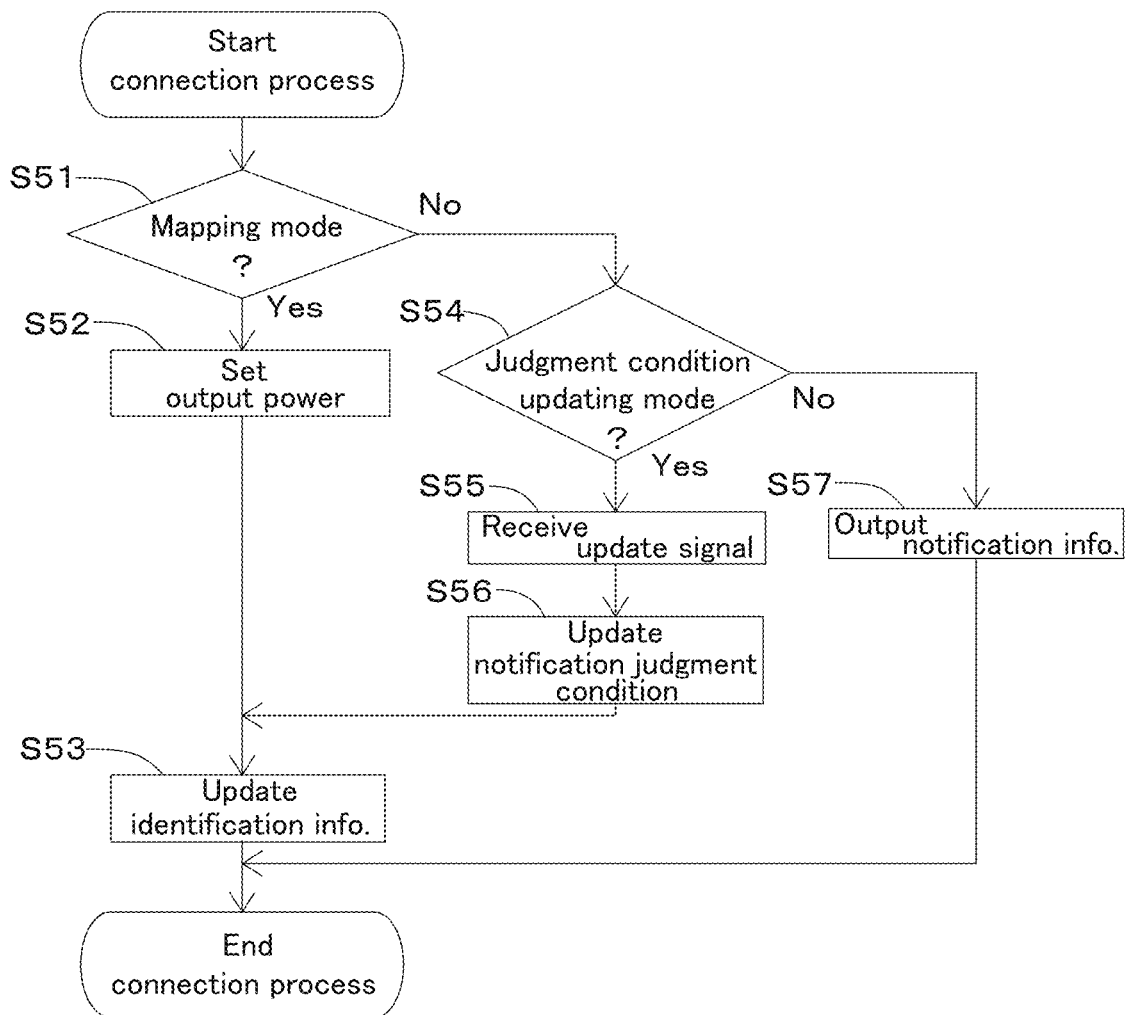 Start
connection process
S51
Mapping mode
?
No
Yes
S52
Set
output power
S54
Judgment condition
updating mode
?
No
Yes
S55
Receive
update signal
S57
Output
notification info.
S56
Update
notification judgment
condition
S53
Update
identification info.
End
connection process